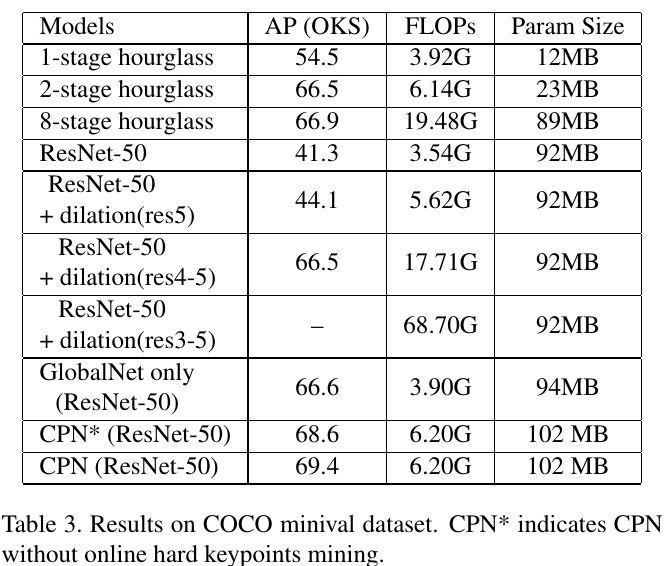 Models AP (OKS) FLOPs Param Size
1-stage hourglass 54.5 3.92G 12MB
2-stage hourglass 66.5 6.14G 23MB
8-stage hourglass 66.9 19.48G 89MB
ResNet-50 41.3 3.54G 92MB
ResNet-50
+ dilation(res5) 44.1 5.62G 92MB
ResNet-50
+ dilation(res4-5) 66.5 17.71G 92MB
ResNet-50
+ dilation(res3-5) – 68.70G 92MB
GlobalNet only
(ResNet-50) 66.6 3.90G 94MB
CPN* (ResNet-50) 68.6 6.20G 102 MB
CPN (ResNet-50) 69.4 6.20G 102 MB
Table 3. Results on COCO minival dataset. CPN* indicates CPN
without online hard keypoints mining.